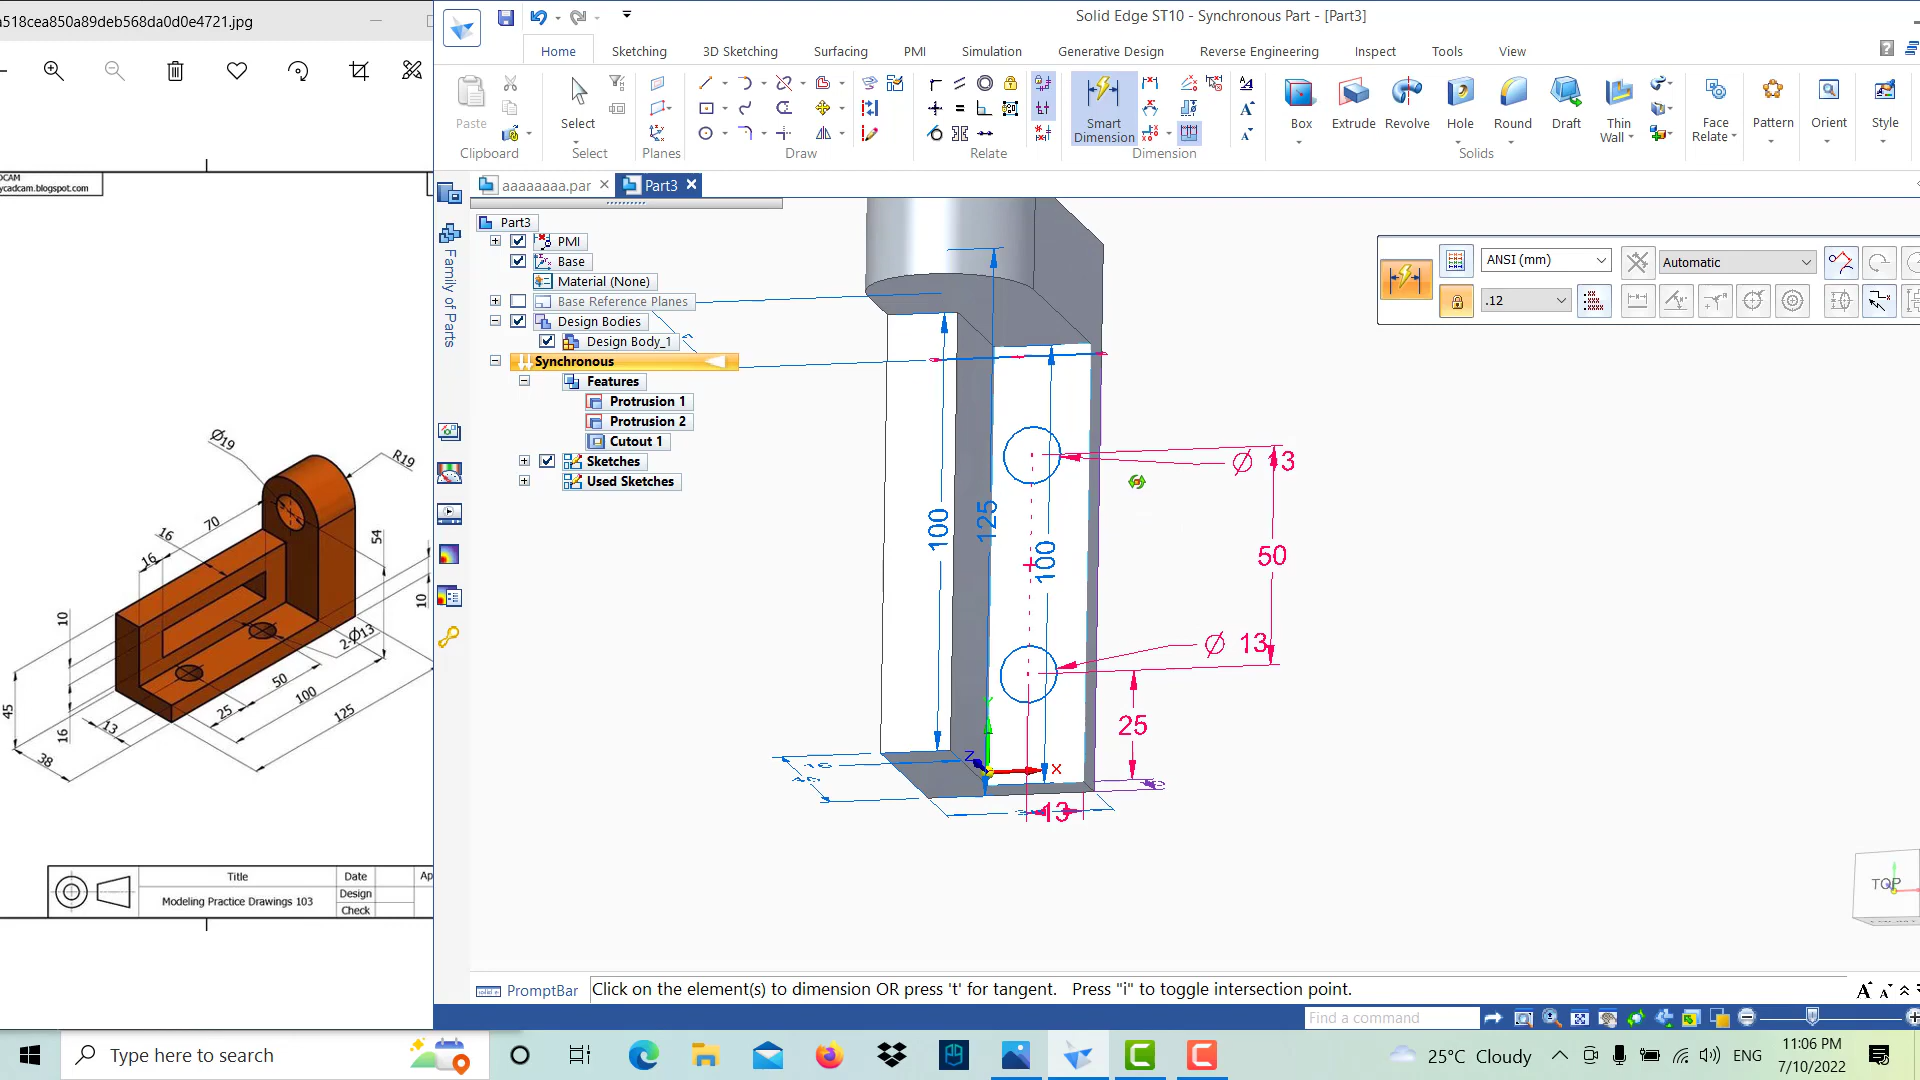 a518cea850a89deb568da0d0e4721.jpg
Solid Edge ST10 - Synchronous Part - [Part3]
Home
Sketching
3D Sketching
Surfacing
PMI
Simulation
Generative Design
Reverse Engineering
Inspect
Tools
View
Paste
Select
Smart
Dimension
Box
Extrude
Revolve
Hole
Round
Draft
Thin
Wall
Face
Relate
Pattern
Orient
Style
Clipboard
Select
Planes
Draw
Relate
Dimension
Solids
aaaaaaaa.par
Part3
Family of Parts
Part3
PMI
Base
Material (None)
Base Reference Planes
Design Bodies
Design Body_1
Synchronous
Features
Protrusion 1
Protrusion 2
Cutout 1
Sketches
Used Sketches
ANSI (mm)
Automatic
.12
CAM
ycadcam.blogspot.com
Ø19
R19
16
70
16
54
10
10
2-Ø13
50
100
25
125
45
13
16
38
Title
Date
Ap
Design
Modeling Practice Drawings 103
Check
Ø 13
50
100
125
100
Ø 13
25
16
13
Z
X
Y
TOP
PromptBar
Click on the element(s) to dimension OR press 't' for tangent. Press "i" to toggle intersection point.
Find a command
Type here to search
25°C Cloudy
ENG
11:06 PM
7/10/2022